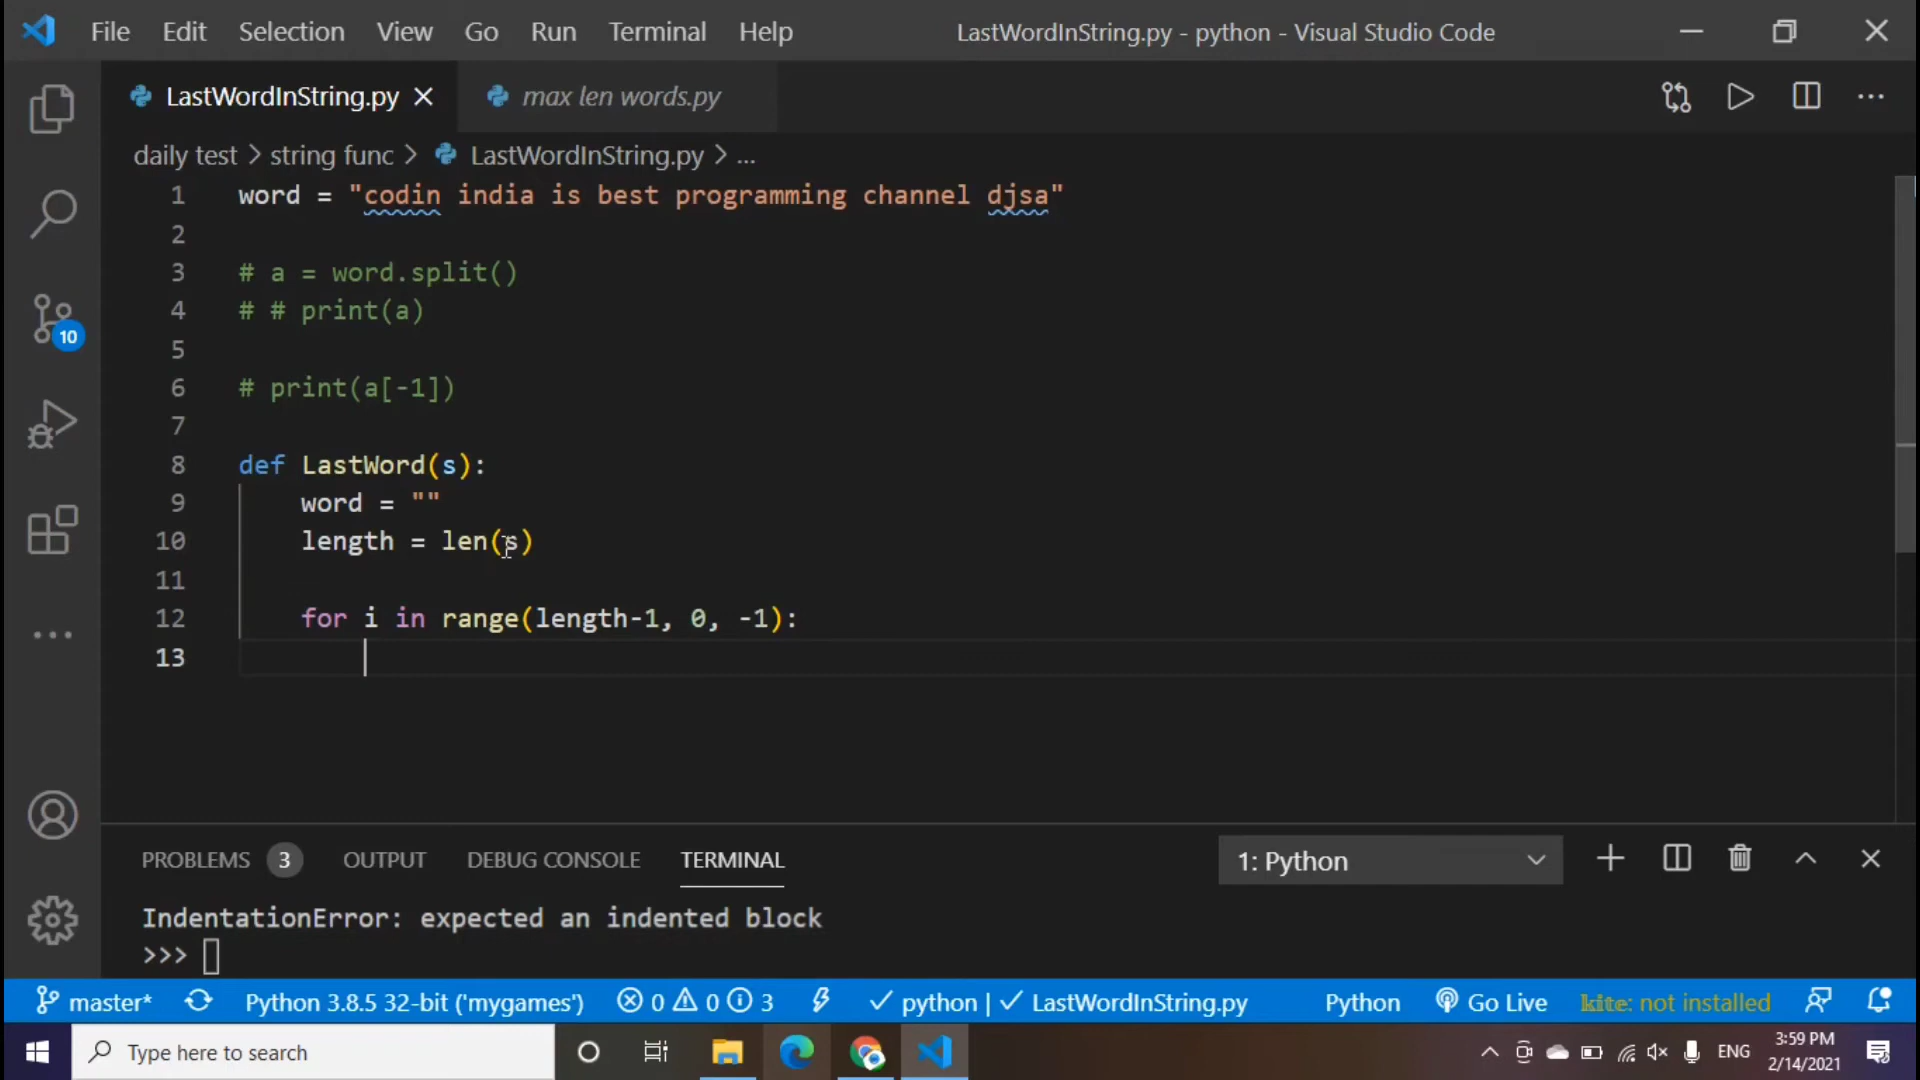 File Edit Selection View Go Run Terminal Help LastWordInString.py - python - Visual Studio Code
LastWordInString.py max len words.py
daily test > string func > LastWordInString.py > ...
1 word = "codin india is best programming channel djsa"
2
3 # a = word.split()
4 # # print(a)
5
6 # print(a[-1])
7
8 def LastWord(s):
9 word = ""
10 length = len(s)
11
12 for i in range(length-1, 0, -1):
13
10
PROBLEMS 3 OUTPUT DEBUG CONSOLE TERMINAL 1: Python
IndentationError: expected an indented block
>>>
master* Python 3.8.5 32-bit ('mygames') 0 0 3 python | LastWordInString.py Python Go Live kite: not installed
Type here to search ENG 3:59 PM
2/14/2021